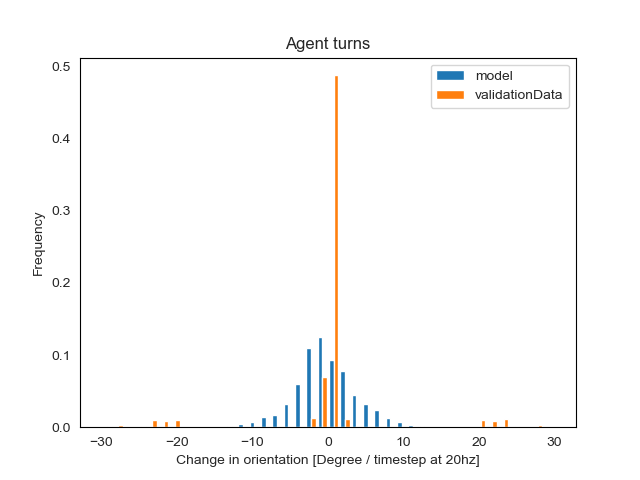 Agent turns
model
validationData
Frequency
0.5
0.4
0.3
0.2
0.1
0.0
−30
−20
−10
0
10
20
30
Change in orientation [Degree / timestep at 20hz]